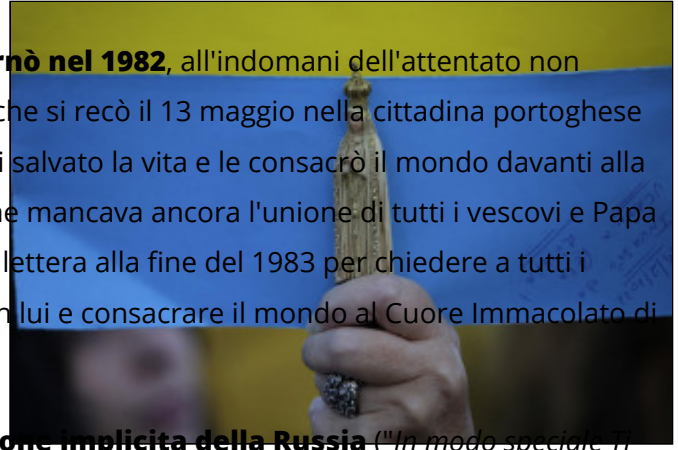 rnò nel 1982, all'indomani dell'attentato non
che si recò il 13 maggio nella cittadina portoghese
i salvato la vita e le consacrò il mondo davanti alla
e mancava ancora l'unione di tutti i vescovi e Papa
lettera alla fine del 1983 per chiedere a tutti i
n lui e consacrare il mondo al Cuore Immacolato di
one implicita della Russia ("In modo speciale Ti